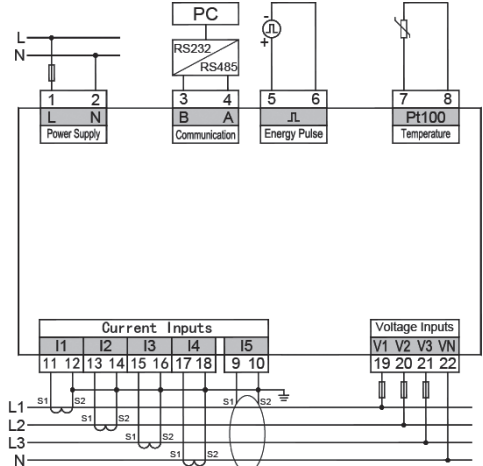 PC
RS232
RS485
L
N
-
+
1 2
L N
Power Supply
3 4
B A
Communication
5 6
Energy Pulse
7 8
Pt100
Temperature
Current Inputs
I1 I2 I3 I4 I5
11 12 13 14 15 16 17 18 9 10
Voltage Inputs
V1 V2 V3 VN
19 20 21 22
L1 S1 S2 S1 S2
L2 S1 S2
L3 S1 S2
N S1 S2